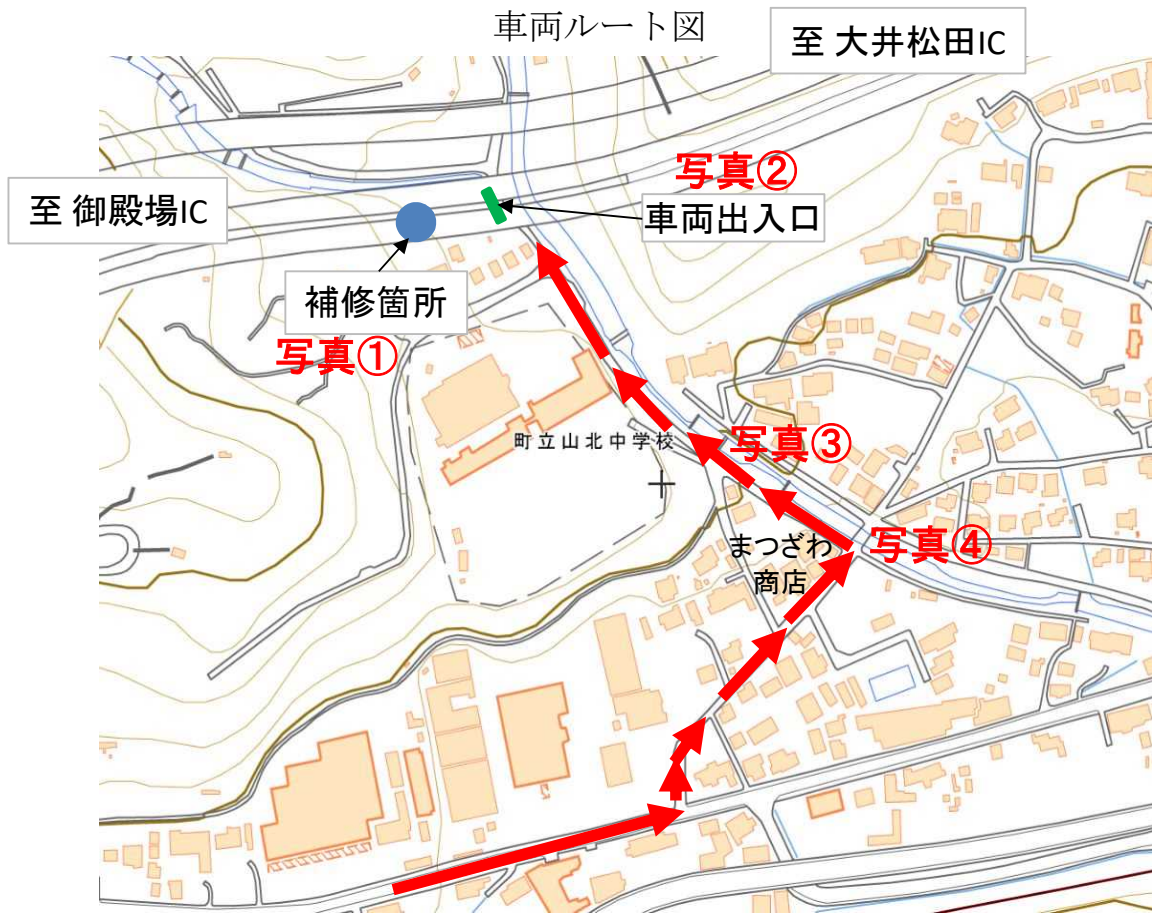 車両ルート図
至 大井松田IC
写真②
至 御殿場IC
車両出入口
補修箇所
写真①
町立山北中学校
写真③
まつざわ
商店
写真④